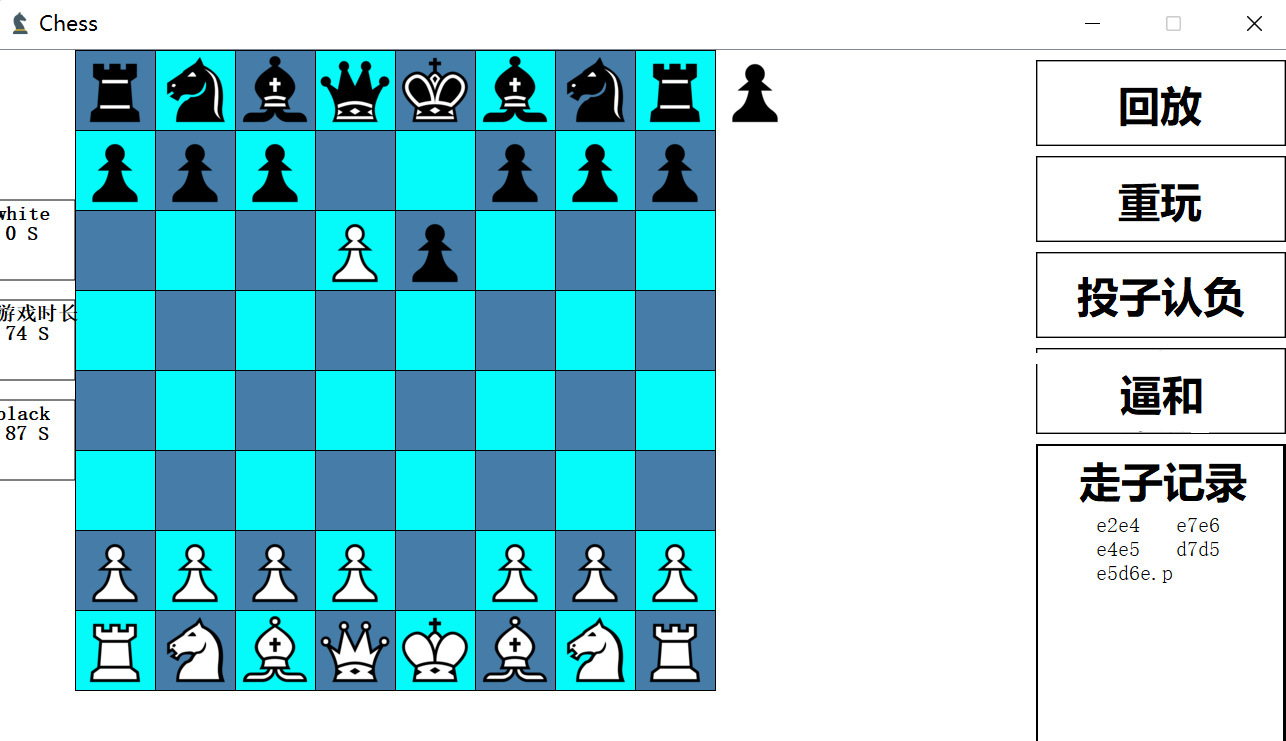 Chess
white
0 S
游戏时长
74 S
black
87 S
回放
重玩
投子认负
逼和
走子记录
e2e4 e7e6
e4e5 d7d5
e5d6e.p